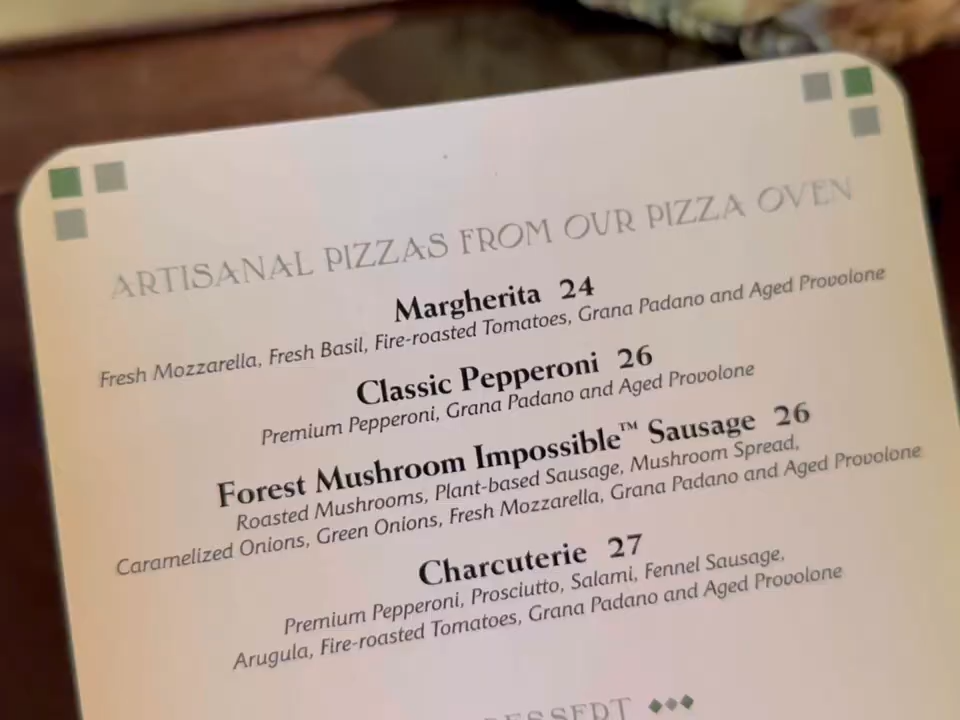 ARTISANAL PIZZAS FROM OUR PIZZA OVEN
Margherita 24
Fresh Mozzarella, Fresh Basil, Fire-roasted Tomatoes, Grana Padano and Aged Provolone
Classic Pepperoni 26
Premium Pepperoni, Grana Padano and Aged Provolone
Forest Mushroom Impossible™ Sausage 26
Roasted Mushrooms, Plant-based Sausage, Mushroom Spread,
Caramelized Onions, Green Onions, Fresh Mozzarella, Grana Padano and Aged Provolone
Charcuterie 27
Premium Pepperoni, Prosciutto, Salami, Fennel Sausage,
Arugula, Fire-roasted Tomatoes, Grana Padano and Aged Provolone